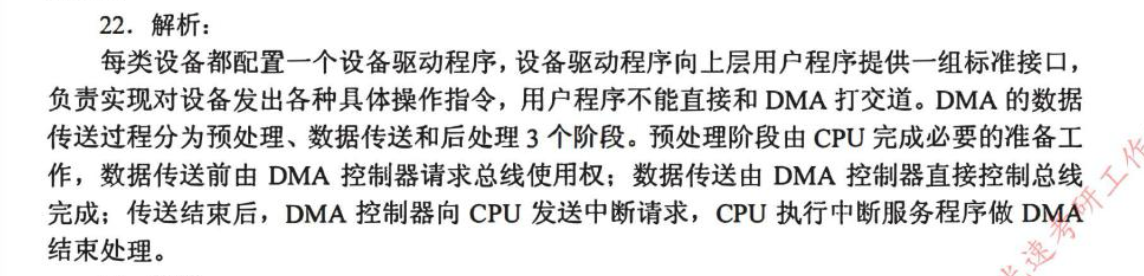 22．解析：
每类设备都配置一个设备驱动程序，设备驱动程序向上层用户程序提供一组标准接口，
负责实现对设备发出各种具体操作指令，用户程序不能直接和 DMA 打交道。DMA 的数据
传送过程分为预处理、数据传送和后处理 3 个阶段。预处理阶段由 CPU 完成必要的准备工
作，数据传送前由 DMA 控制器请求总线使用权；数据传送由 DMA 控制器直接控制总线
完成；传送结束后，DMA 控制器向 CPU 发送中断请求，CPU 执行中断服务程序做 DMA
结束处理。
速考研工作